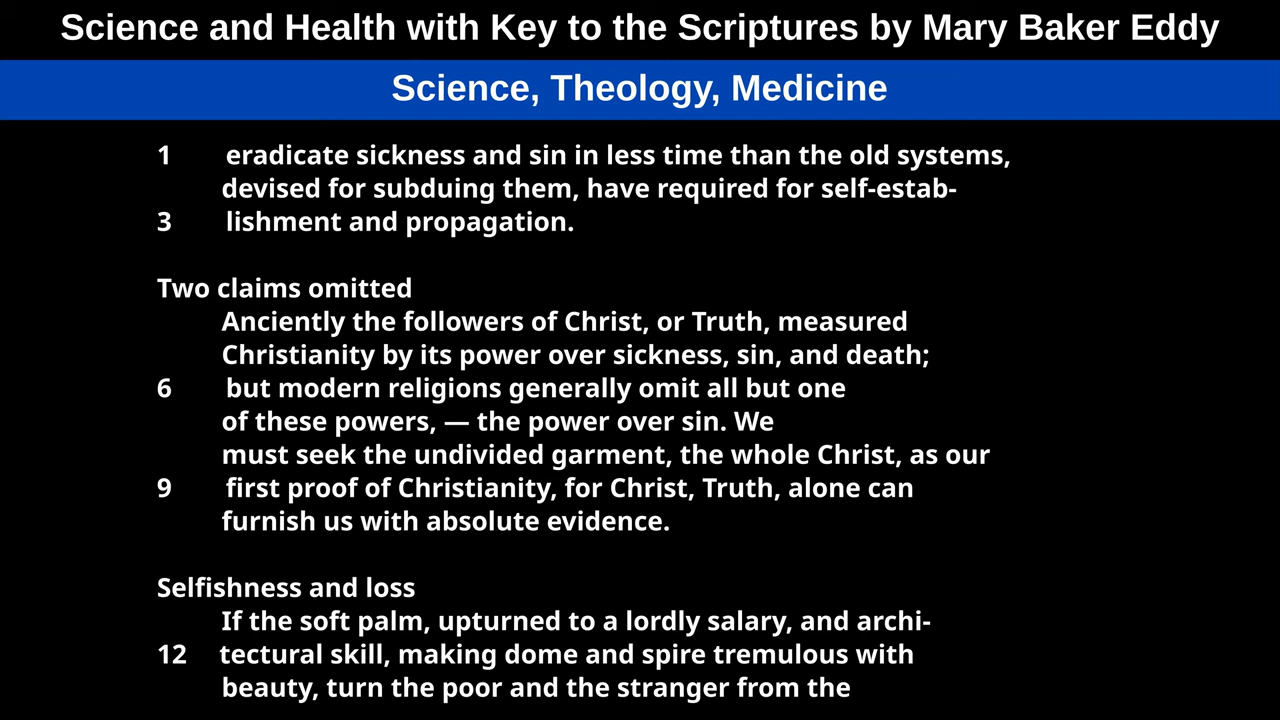 Science and Health with Key to the Scriptures by Mary Baker Eddy
Science, Theology, Medicine
1 eradicate sickness and sin in less time than the old systems,
devised for subduing them, have required for self-estab-
3 lishment and propagation.
Two claims omitted
Anciently the followers of Christ, or Truth, measured
Christianity by its power over sickness, sin, and death;
6 but modern religions generally omit all but one
of these powers, — the power over sin. We
must seek the undivided garment, the whole Christ, as our
9 first proof of Christianity, for Christ, Truth, alone can
furnish us with absolute evidence.
Selfishness and loss
If the soft palm, upturned to a lordly salary, and archi-
12 tectural skill, making dome and spire tremulous with
beauty, turn the poor and the stranger from the